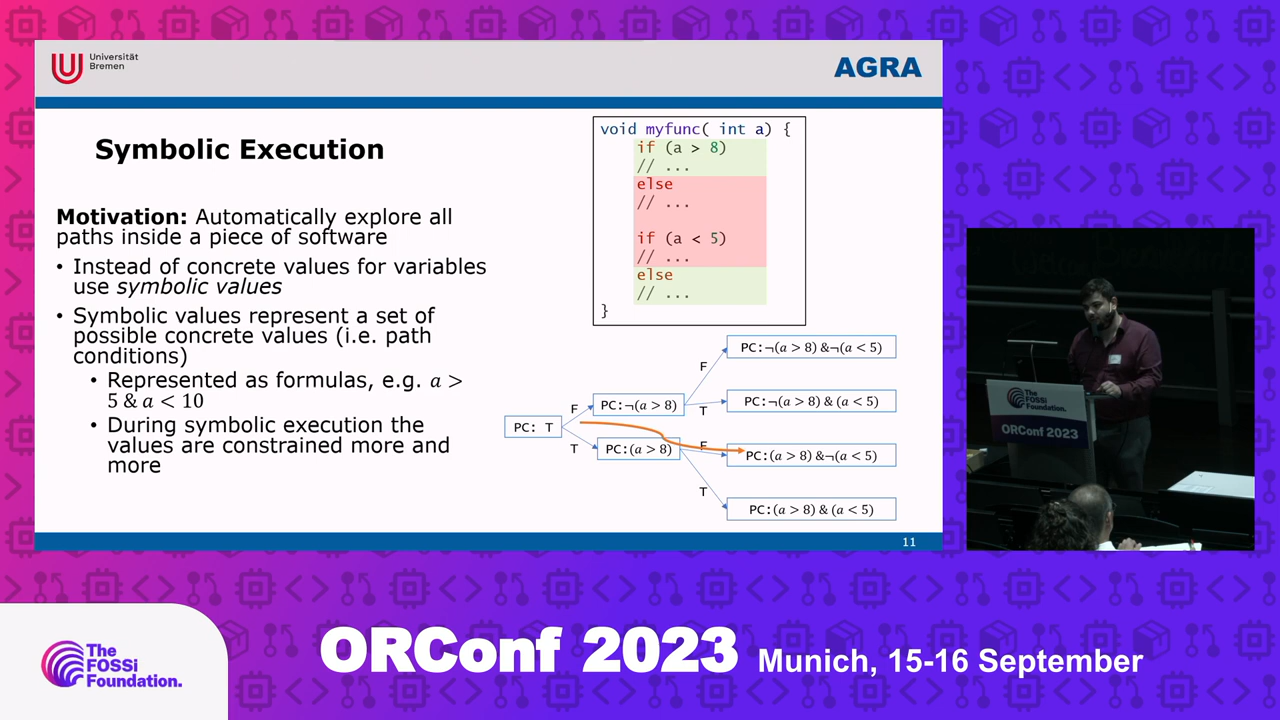 Universität
Bremen
AGRA
Symbolic Execution
Motivation: Automatically explore all
paths inside a piece of software
• Instead of concrete values for variables
use symbolic values
• Symbolic values represent a set of
possible concrete values (i.e. path
conditions)
• Represented as formulas, e.g. a >
5 & a < 10
• During symbolic execution the
values are constrained more and
more
void myfunc( int a) {
if (a > 8)
// ...
else
// ...
if (a < 5)
// ...
else
// ...
}
PC: T
F
T
PC:¬(a > 8)
PC:(a > 8)
F
T
F
T
PC:¬(a > 8) &¬(a < 5)
PC:¬(a > 8) & (a < 5)
PC:(a > 8) &¬(a < 5)
PC:(a > 8) & (a < 5)
11
The
FOSSi
Foundation.
ORConf 2023
The
FOSSi
Foundation.
ORConf 2023 Munich, 15-16 September